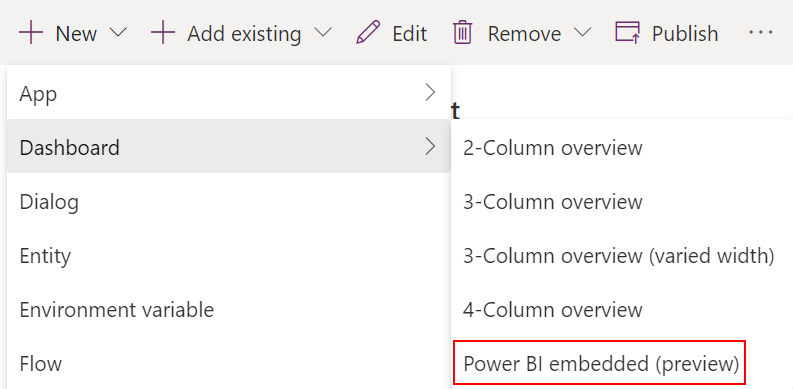 New Add existing Edit Remove Publish ...
App
t
Dashboard
2-Column overview
Dialog
3-Column overview
Entity
3-Column overview (varied width)
Environment variable
4-Column overview
Flow
Power BI embedded (preview)